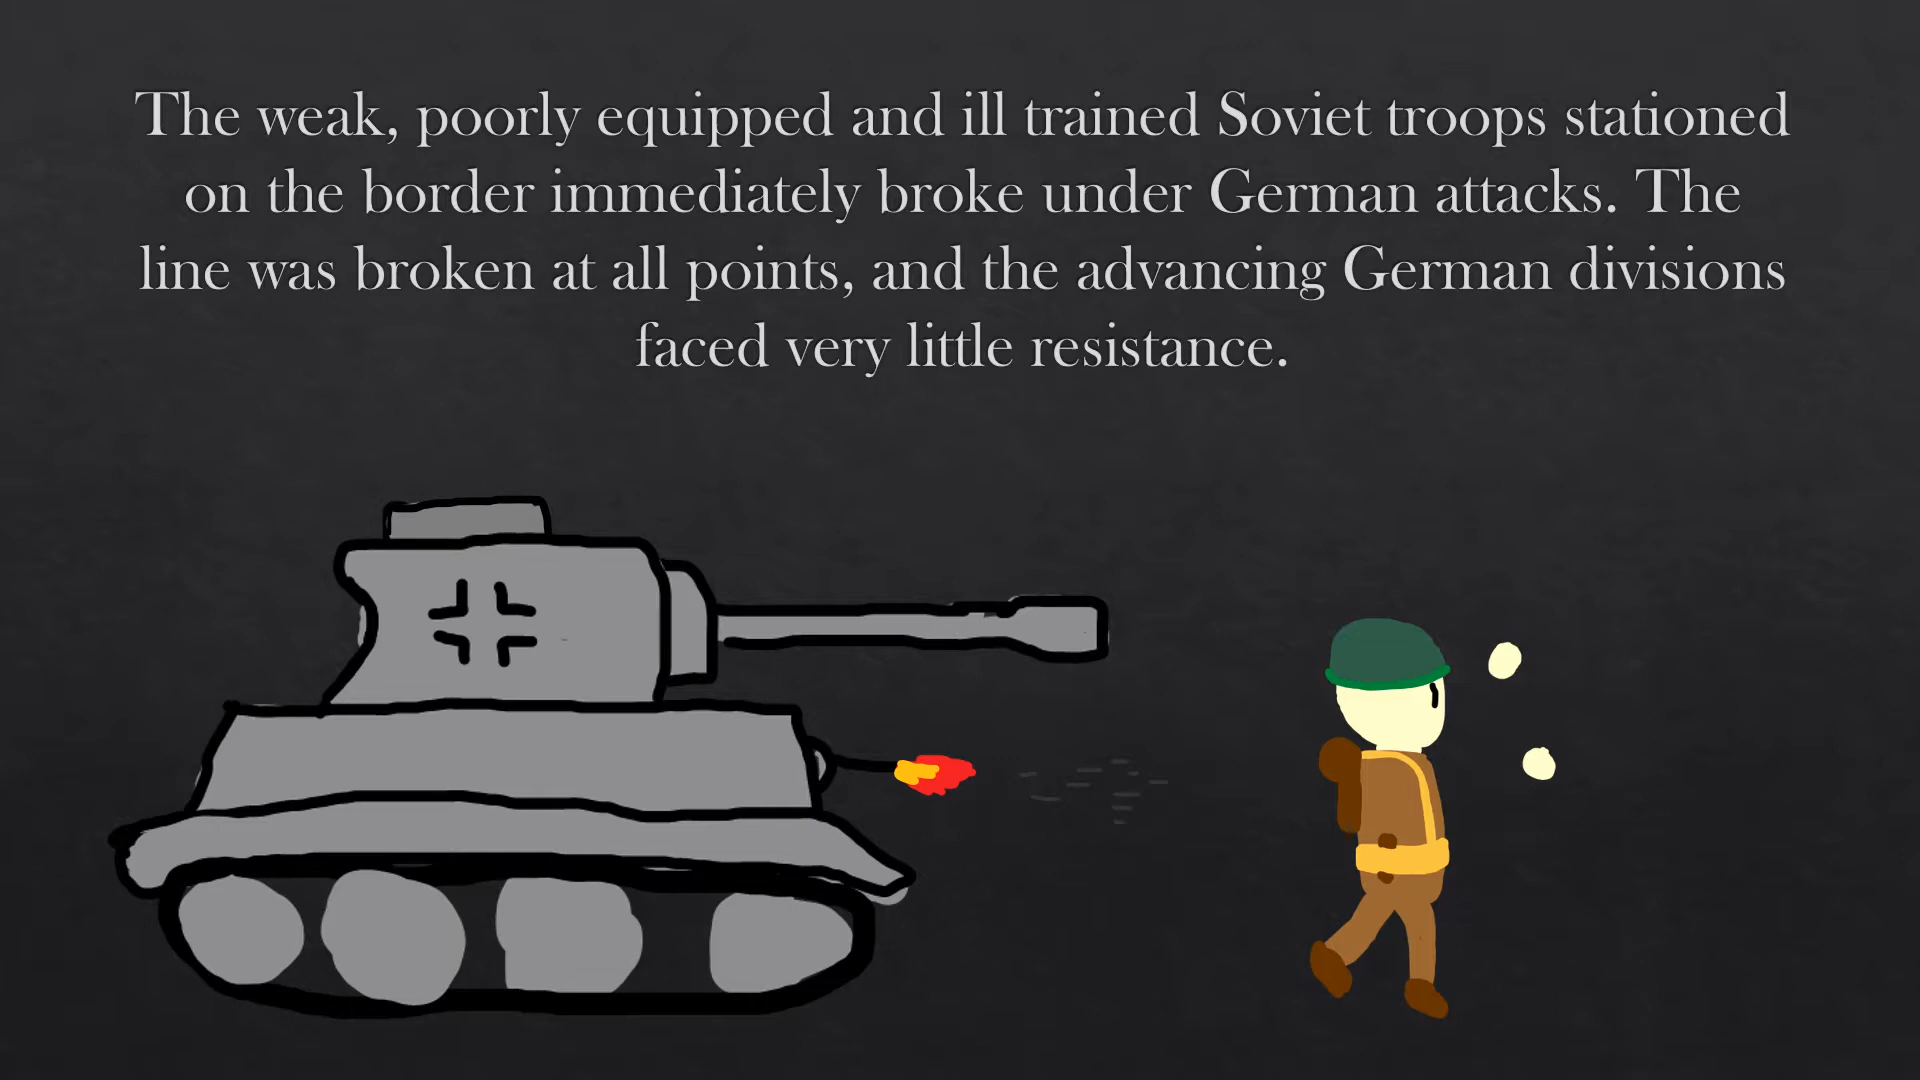 The weak, poorly equipped and ill trained Soviet troops stationed
on the border immediately broke under German attacks. The
line was broken at all points, and the advancing German divisions
faced very little resistance.